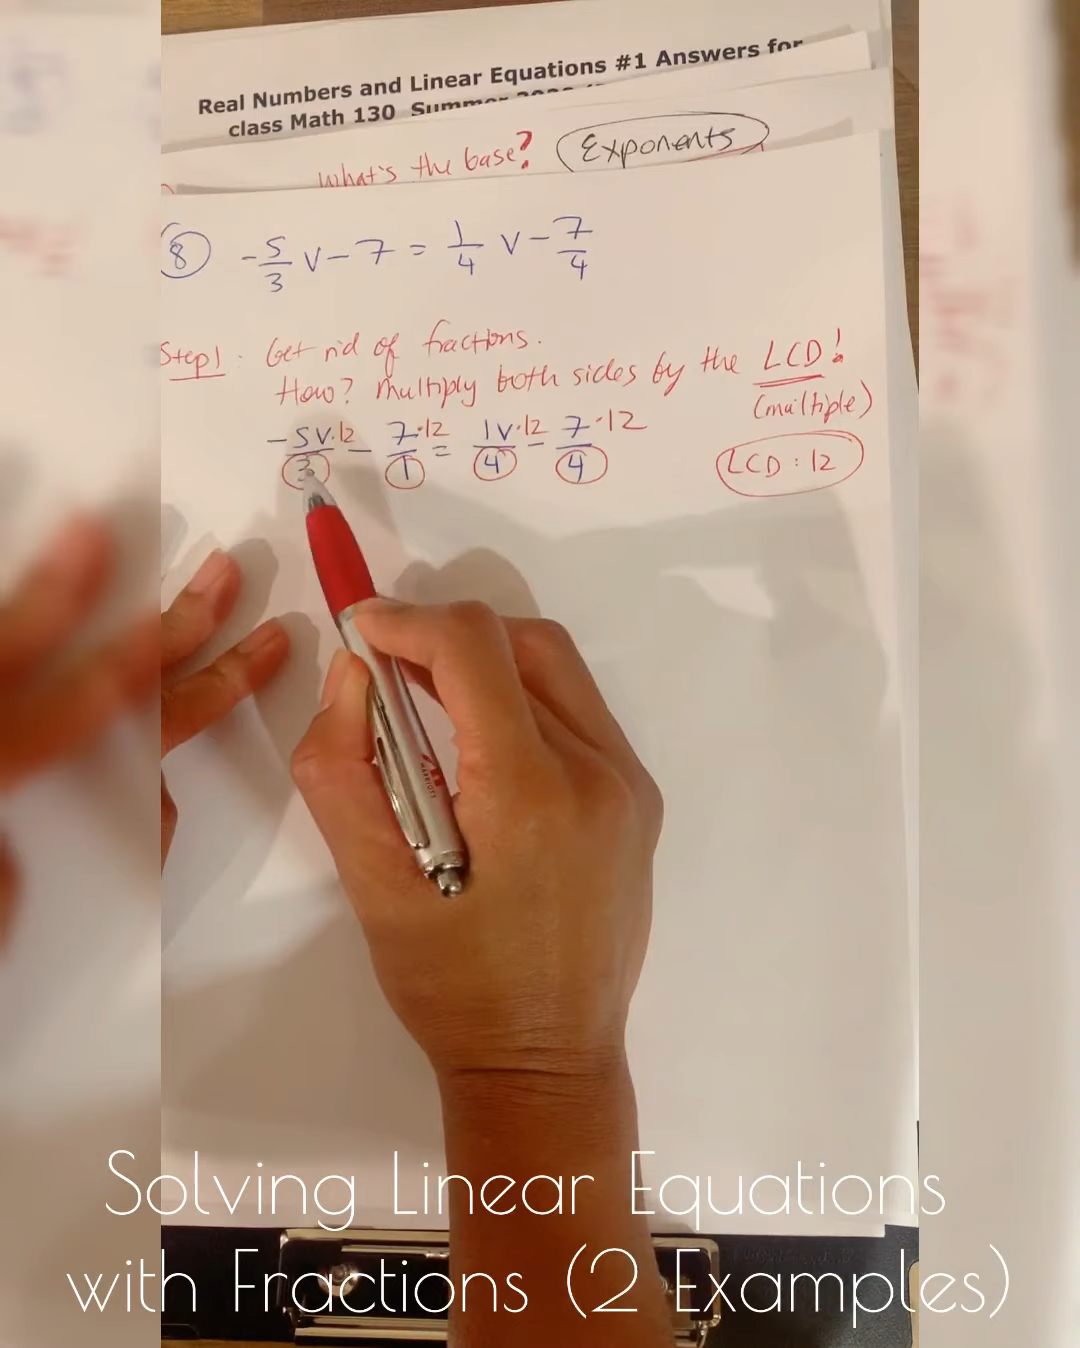 Real Numbers and Linear Equations #1 Answers for
class Math 130 Summer
What's the base? Exponents
8 -5/3 v - 7 = 1/4 v - 7/4
Step 1. Get rid of fractions.
How? Multiply both sides by the LCD!
(multiple)
-5v·12/3 - 7·12/1 = 1v·12/4 - 7·12/4
LCD: 12
Solving Linear Equations
with Fractions (2 Examples)